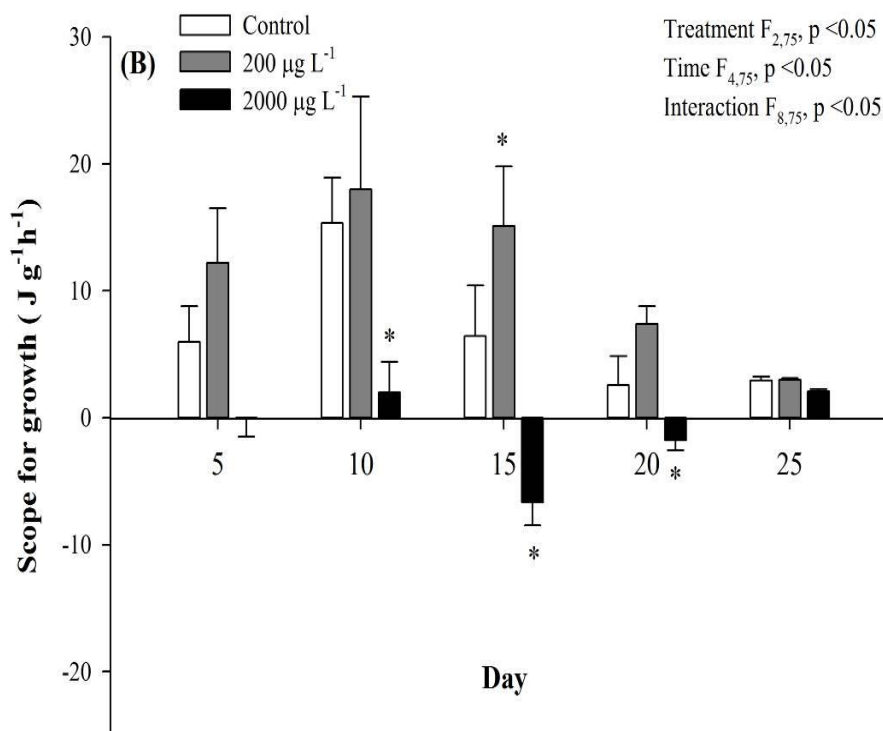 (B)
Control
200 µg L⁻¹
2000 µg L⁻¹
Treatment F₂,₇₅, p <0.05
Time F₄,₇₅, p <0.05
Interaction F₈,₇₅, p <0.05
Scope for growth ( J g⁻¹h⁻¹)
30
20
10
0
-10
-20
*
*
*
*
5
10
15
20
25
Day